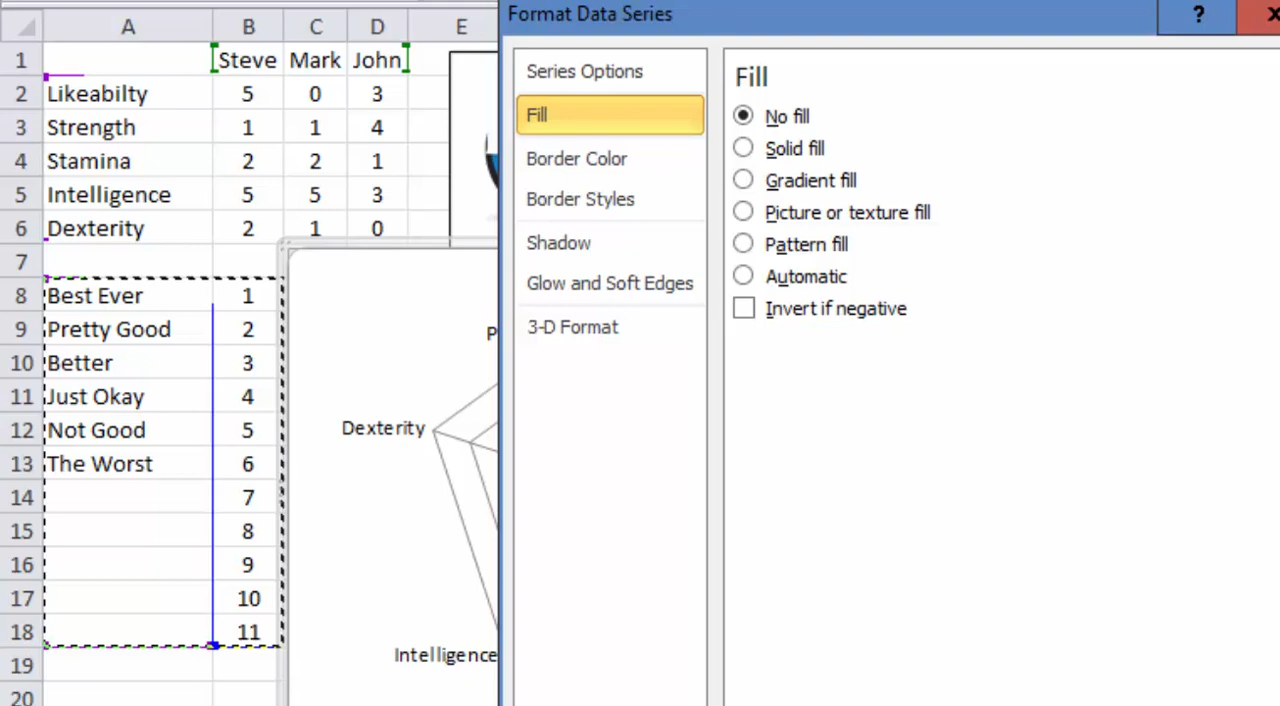 Format Data Series
?
x
A B C D E
1 Steve Mark John
2 Likeabilty 5 0 3
3 Strength 1 1 4
4 Stamina 2 2 1
5 Intelligence 5 5 3
6 Dexterity 2 1 0
7
8 Best Ever 1
9 Pretty Good 2
10 Better 3
11 Just Okay 4
12 Not Good 5
13 The Worst 6
14 7
15 8
16 9
17 10
18 11
19
20
P
Dexterity
Intelligence
Series Options
Fill
Border Color
Border Styles
Shadow
Glow and Soft Edges
3-D Format
Fill
No fill
Solid fill
Gradient fill
Picture or texture fill
Pattern fill
Automatic
Invert if negative